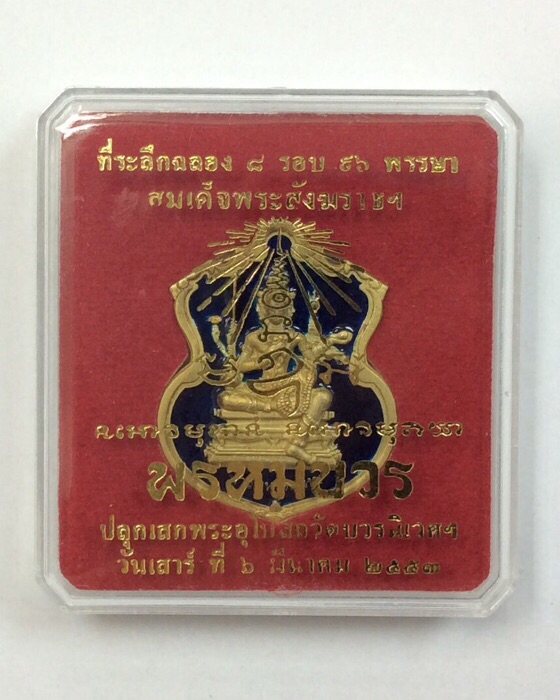 ที่ระลึกฉลอง ๘ รอบ ๙๖ พรรษา
สมเด็จพระสังฆราชฯ
พรหมบวร
ปลุกเสกพระอุโบสถวัดบวรนิเวศฯ
วันเสาร์ ที่ ๖ มีนาคม ๒๕๕๓